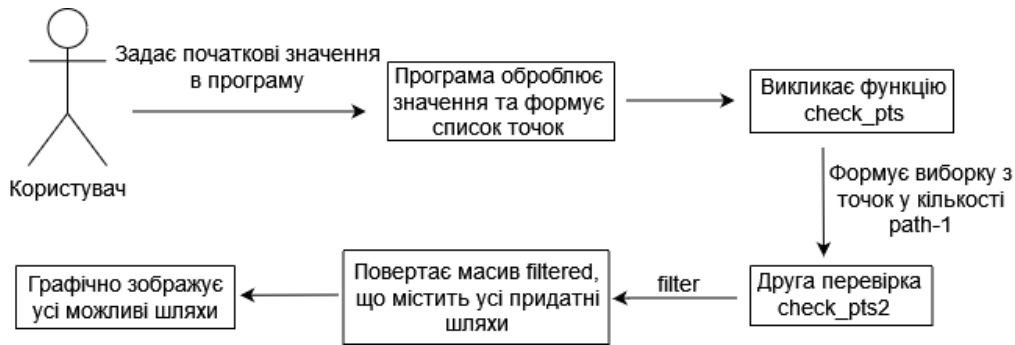 Задає початкові значення
в програму
Програма оброблює
значення та формує
список точок
Викликає функцію
check_pts
Користувач
Формує виборку з
точок у кількості
path-1
Друга перевірка
check_pts2
filter
Повертає масив filtered,
що містить усі придатні
шляхи
Графічно зображує
усі можливі шляхи